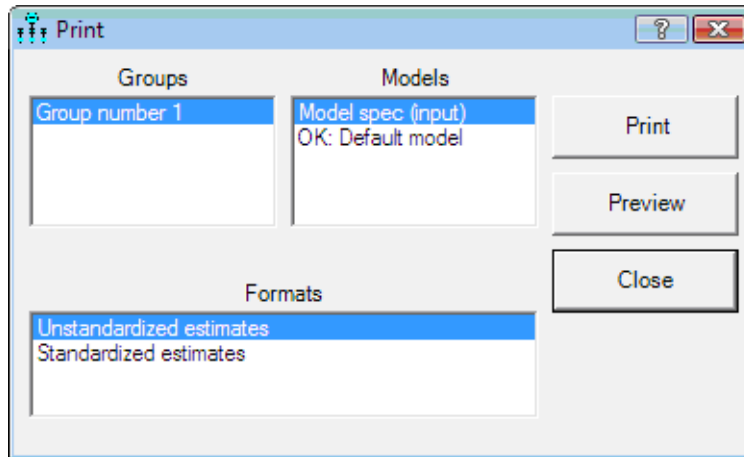 Print
Groups
Models
Group number 1
Model spec (input)
OK: Default model
Print
Preview
Close
Formats
Unstandardized estimates
Standardized estimates